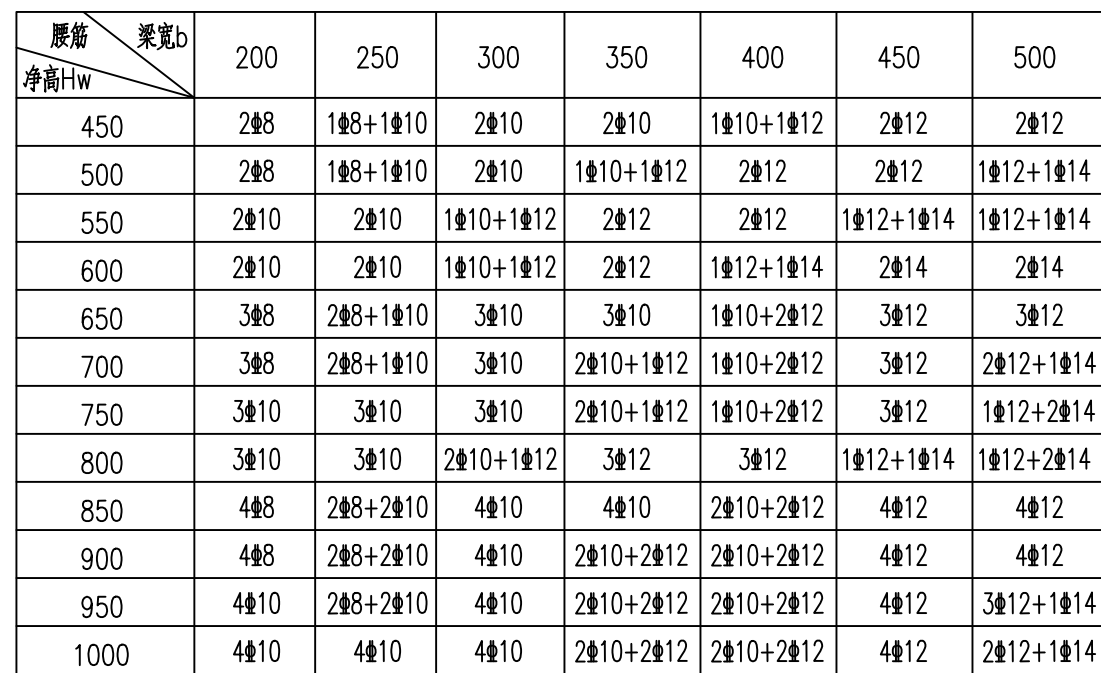 腰筋 梁宽b
净高Hw 200 250 300 350 400 450 500
450 2Φ8 1Φ8+1Φ10 2Φ10 2Φ10 1Φ10+1Φ12 2Φ12 2Φ12
500 2Φ8 1Φ8+1Φ10 2Φ10 1Φ10+1Φ12 2Φ12 2Φ12 1Φ12+1Φ14
550 2Φ10 2Φ10 1Φ10+1Φ12 2Φ12 2Φ12 1Φ12+1Φ14 1Φ12+1Φ14
600 2Φ10 2Φ10 1Φ10+1Φ12 2Φ12 1Φ12+1Φ14 2Φ14 2Φ14
650 3Φ8 2Φ8+1Φ10 3Φ10 3Φ10 1Φ10+2Φ12 3Φ12 3Φ12
700 3Φ8 2Φ8+1Φ10 3Φ10 2Φ10+1Φ12 1Φ10+2Φ12 3Φ12 2Φ12+1Φ14
750 3Φ10 3Φ10 3Φ10 2Φ10+1Φ12 1Φ10+2Φ12 3Φ12 1Φ12+2Φ14
800 3Φ10 3Φ10 2Φ10+1Φ12 3Φ12 3Φ12 1Φ12+1Φ14 1Φ12+2Φ14
850 4Φ8 2Φ8+2Φ10 4Φ10 4Φ10 2Φ10+2Φ12 4Φ12 4Φ12
900 4Φ8 2Φ8+2Φ10 4Φ10 2Φ10+2Φ12 2Φ10+2Φ12 4Φ12 4Φ12
950 4Φ10 2Φ8+2Φ10 4Φ10 2Φ10+2Φ12 2Φ10+2Φ12 4Φ12 3Φ12+1Φ14
1000 4Φ10 4Φ10 4Φ10 2Φ10+2Φ12 2Φ10+2Φ12 4Φ12 2Φ12+1Φ14